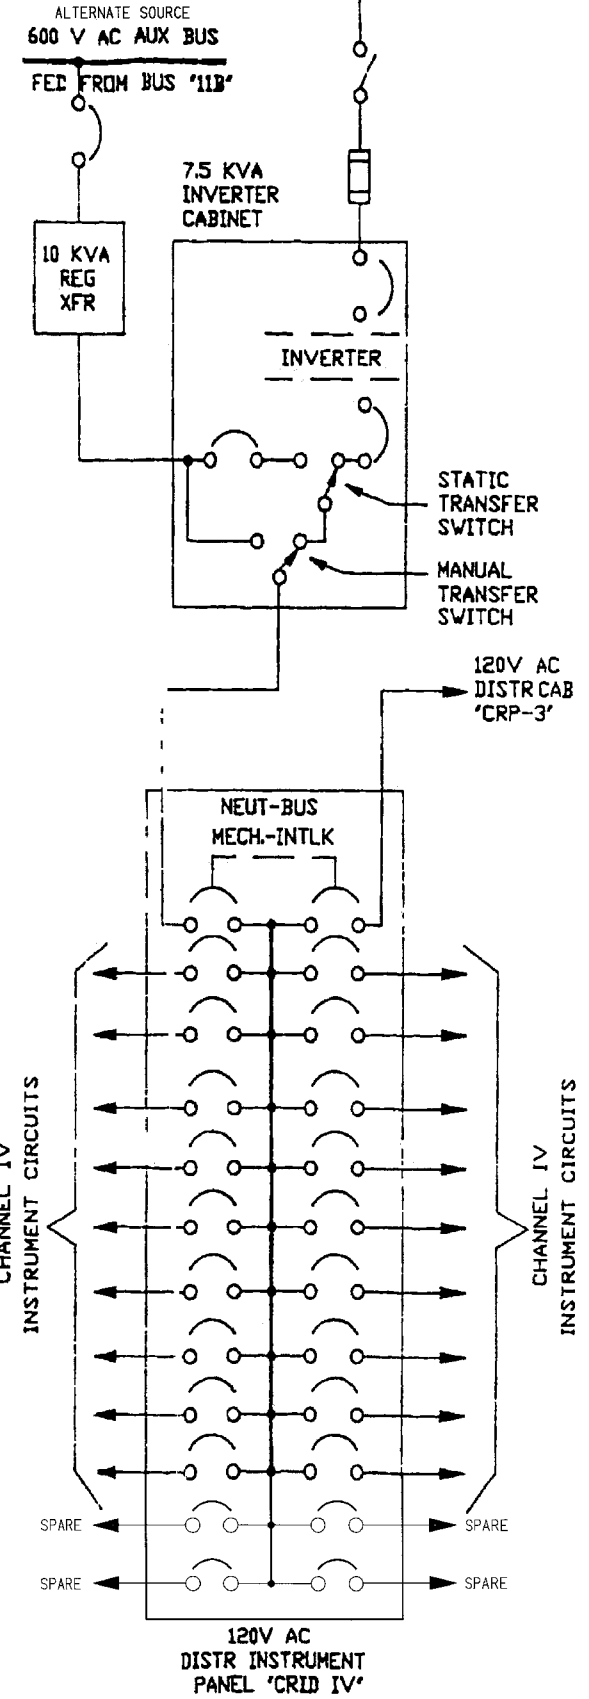 ALTERNATE SOURCE
600 V AC AUX BUS
FED FROM BUS "11B"
7.5 KVA
INVERTER
CABINET
10 KVA
REG
XFR
INVERTER
STATIC
TRANSFER
SWITCH
MANUAL
TRANSFER
SWITCH
120V AC
DISTR CAB
'CRP-3'
NEUT-BUS
MECH.-INTLK
CHANNEL IV
INSTRUMENT CIRCUITS
CHANNEL IV
INSTRUMENT CIRCUITS
SPARE
SPARE
SPARE
SPARE
120V AC
DISTR INSTRUMENT
PANEL 'CRID IV'